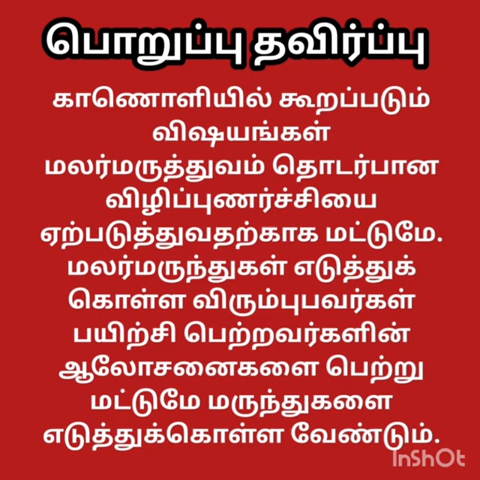 பொறுப்பு தவிர்ப்பு
காணொளியில் கூறப்படும்
விஷயங்கள்
மலர்மருத்துவம் தொடர்பான
விழிப்புணர்ச்சியை
ஏற்படுத்துவதற்காக மட்டுமே.
மலர்மருந்துகள் எடுத்துக்
கொள்ள விரும்புபவர்கள்
பயிற்சி பெற்றவர்களின்
ஆலோசனைகளை பெற்று
மட்டுமே மருந்துகளை
எடுத்துக்கொள்ள வேண்டும்.
InShOt